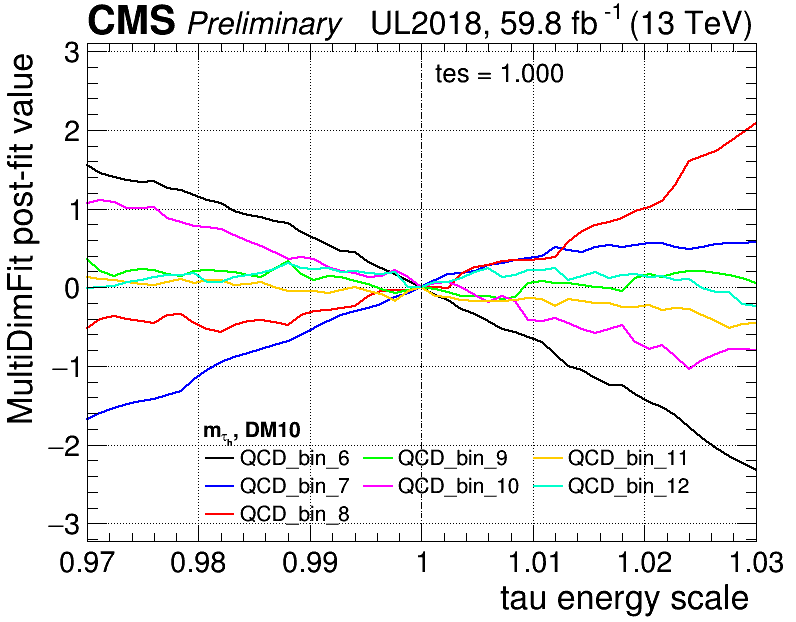 CMS Preliminary UL2018, 59.8 fb⁻¹ (13 TeV)
MultiDimFit post-fit value
tes = 1.000
3
2
1
0
−1
−2
−3
m_τ_h, DM10
QCD_bin_6 QCD_bin_9 QCD_bin_11
QCD_bin_7 QCD_bin_10 QCD_bin_12
QCD_bin_8
0.97 0.98 0.99 1 1.01 1.02 1.03
tau energy scale